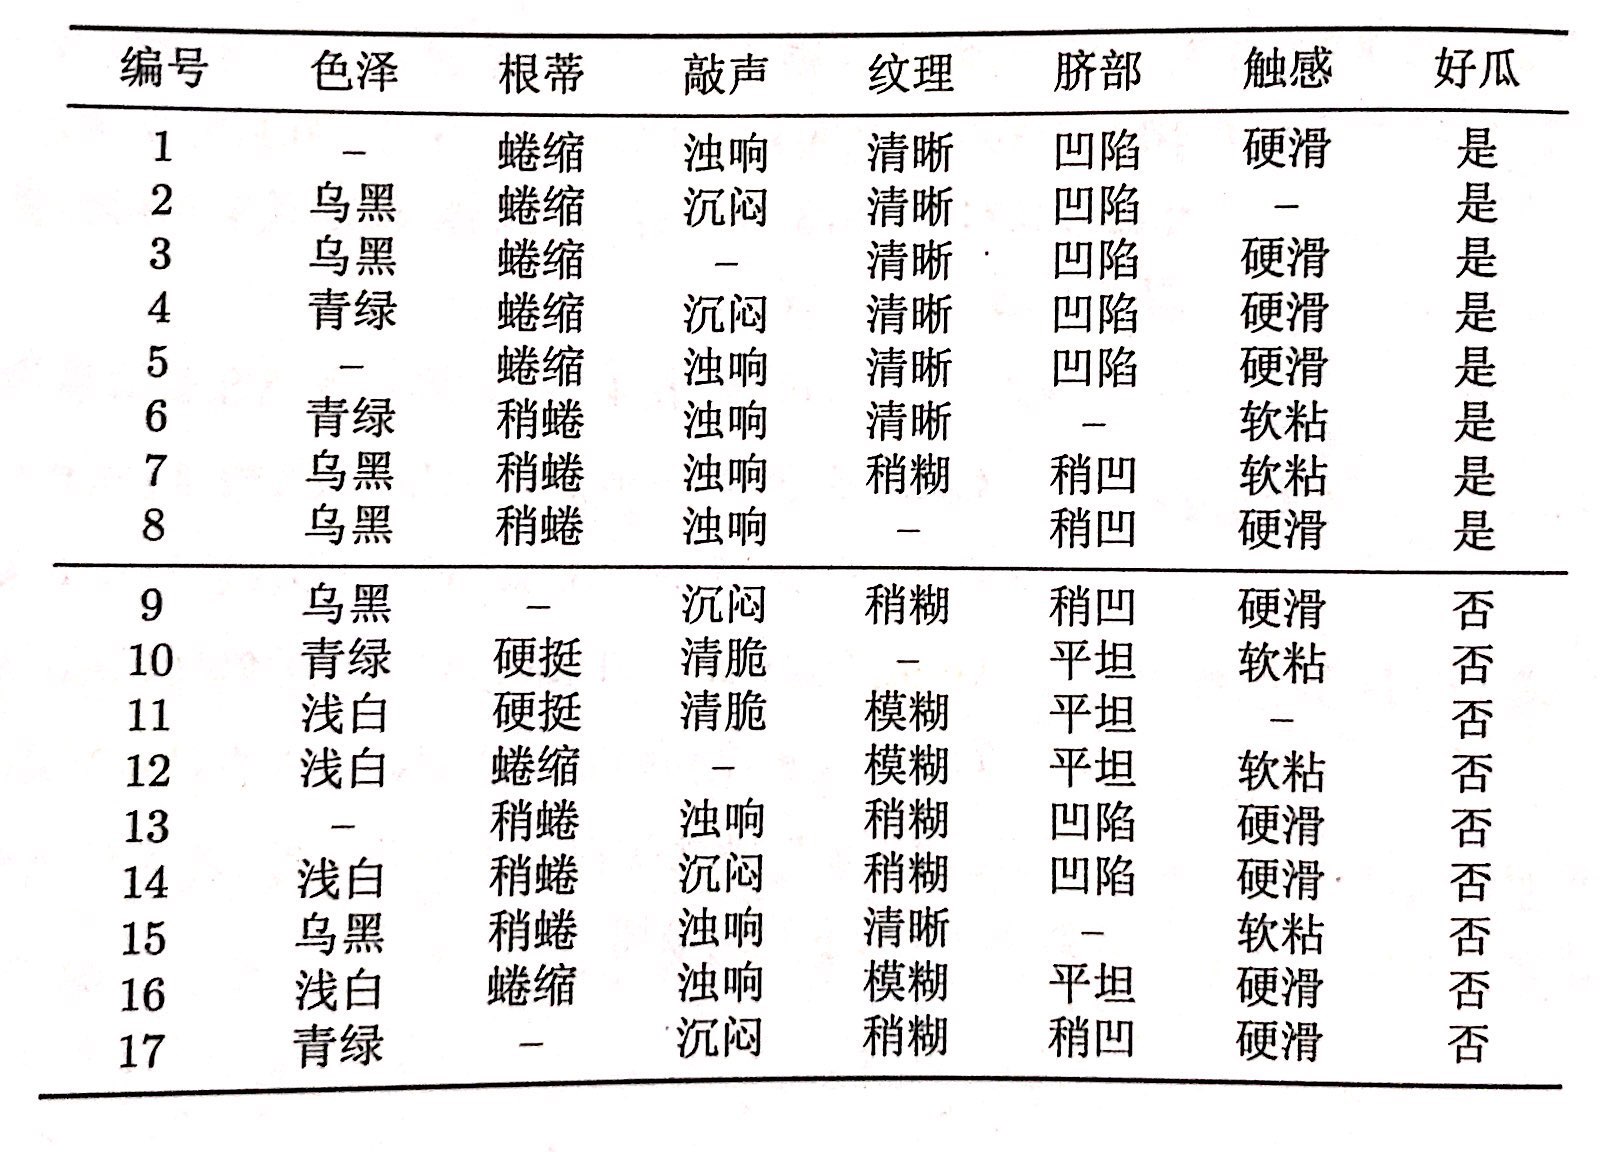 编号 色泽 根蒂 敲声 纹理 脐部 触感 好瓜
1 – 蜷缩 浊响 清晰 凹陷 硬滑 是
2 乌黑 蜷缩 沉闷 清晰 凹陷 – 是
3 乌黑 蜷缩 – 清晰 凹陷 硬滑 是
4 青绿 蜷缩 沉闷 清晰 凹陷 硬滑 是
5 – 蜷缩 浊响 清晰 凹陷 硬滑 是
6 青绿 稍蜷 浊响 清晰 – 软粘 是
7 乌黑 稍蜷 浊响 稍糊 稍凹 软粘 是
8 乌黑 稍蜷 浊响 – 稍凹 硬滑 是
9 乌黑 – 沉闷 稍糊 稍凹 硬滑 否
10 青绿 硬挺 清脆 – 平坦 软粘 否
11 浅白 硬挺 清脆 模糊 平坦 – 否
12 浅白 蜷缩 – 模糊 平坦 软粘 否
13 – 稍蜷 浊响 稍糊 凹陷 硬滑 否
14 浅白 稍蜷 沉闷 稍糊 凹陷 硬滑 否
15 乌黑 稍蜷 浊响 清晰 – 软粘 否
16 浅白 蜷缩 浊响 模糊 平坦 硬滑 否
17 青绿 – 沉闷 稍糊 稍凹 硬滑 否